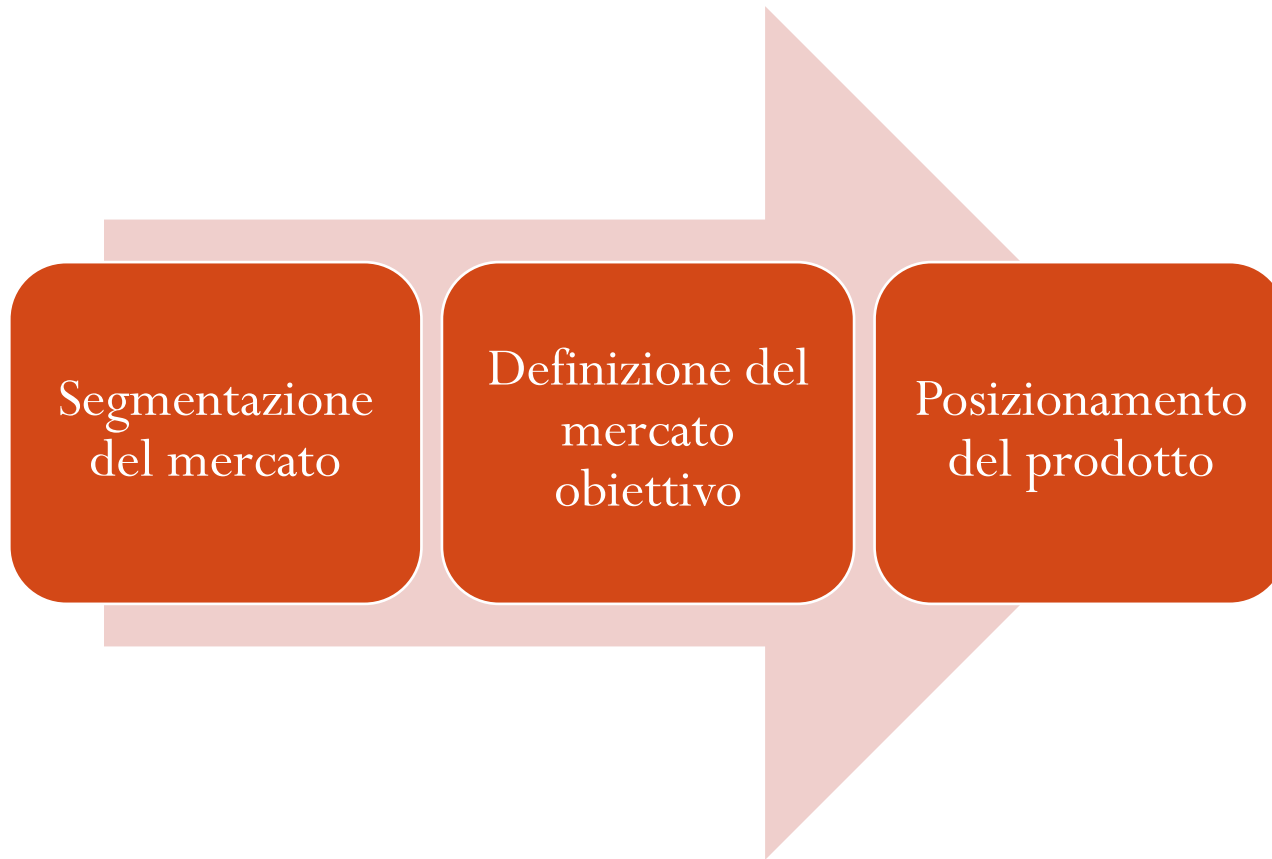 Segmentazione
del mercato
Definizione del
mercato
obiettivo
Posizionamento
del prodotto